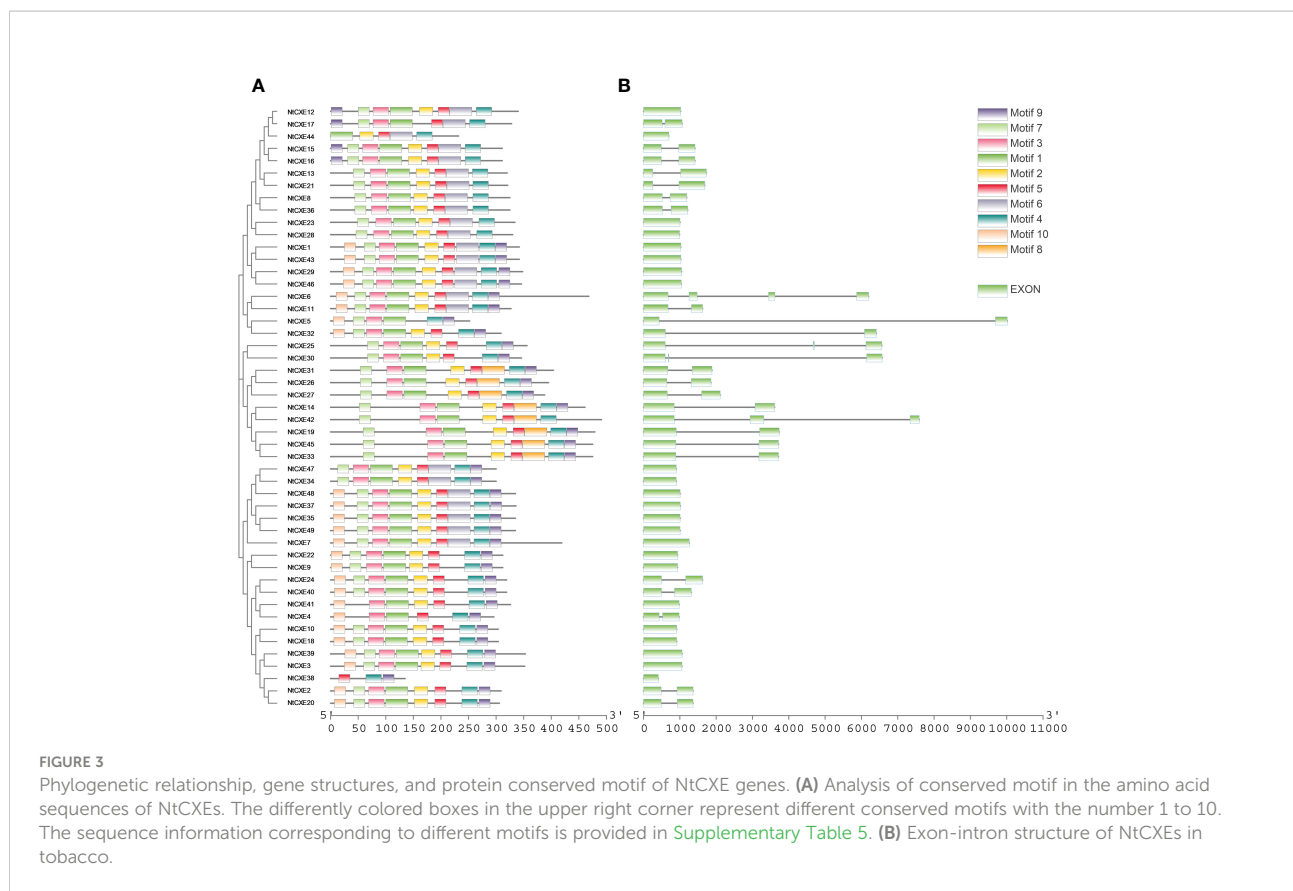 A
B
NtCXE12
NtCXE17
NtCXE44
NtCXE15
NtCXE16
NtCXE13
NtCXE21
NtCXE8
NtCXE36
NtCXE23
NtCXE28
NtCXE1
NtCXE43
NtCXE29
NtCXE46
NtCXE6
NtCXE11
NtCXE5
NtCXE32
NtCXE25
NtCXE30
NtCXE31
NtCXE26
NtCXE27
NtCXE14
NtCXE42
NtCXE19
NtCXE45
NtCXE33
NtCXE47
NtCXE34
NtCXE48
NtCXE37
NtCXE35
NtCXE49
NtCXE7
NtCXE22
NtCXE9
NtCXE24
NtCXE40
NtCXE41
NtCXE4
NtCXE10
NtCXE18
NtCXE39
NtCXE3
NtCXE38
NtCXE2
NtCXE20
5 3'
0 50 100 150 200 250 300 350 400 450 500
5 3'
0 1000 2000 3000 4000 5000 6000 7000 8000 9000 10000 11000
Motif 9
Motif 7
Motif 3
Motif 1
Motif 2
Motif 5
Motif 6
Motif 4
Motif 10
Motif 8
EXON
FIGURE 3
Phylogenetic relationship, gene structures, and protein conserved motif of NtCXE genes. (A) Analysis of conserved motif in the amino acid
sequences of NtCXEs. The differently colored boxes in the upper right corner represent different conserved motifs with the number 1 to 10.
The sequence information corresponding to different motifs is provided in Supplementary Table 5. (B) Exon-intron structure of NtCXEs in
tobacco.